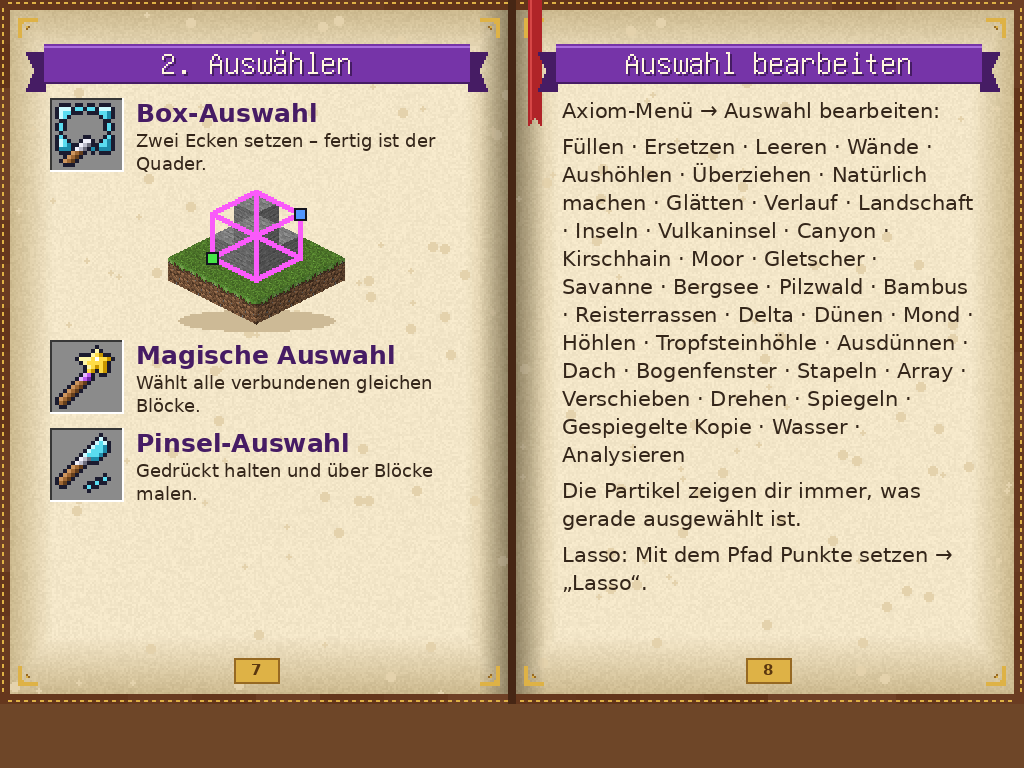 2. Auswählen
Box-Auswahl
Zwei Ecken setzen – fertig ist der
Quader.
Magische Auswahl
Wählt alle verbundenen gleichen
Blöcke.
Pinsel-Auswahl
Gedrückt halten und über Blöcke
malen.
7
Auswahl bearbeiten
Axiom-Menü → Auswahl bearbeiten:
Füllen · Ersetzen · Leeren · Wände ·
Aushöhlen · Überziehen · Natürlich
machen · Glätten · Verlauf · Landschaft
· Inseln · Vulkaninsel · Canyon ·
Kirschhain · Moor · Gletscher ·
Savanne · Bergsee · Pilzwald · Bambus
· Reisterrassen · Delta · Dünen · Mond ·
Höhlen · Tropfsteinhöhle · Ausdünnen ·
Dach · Bogenfenster · Stapeln · Array ·
Verschieben · Drehen · Spiegeln ·
Gespiegelte Kopie · Wasser ·
Analysieren
Die Partikel zeigen dir immer, was
gerade ausgewählt ist.
Lasso: Mit dem Pfad Punkte setzen →
„Lasso“.
8